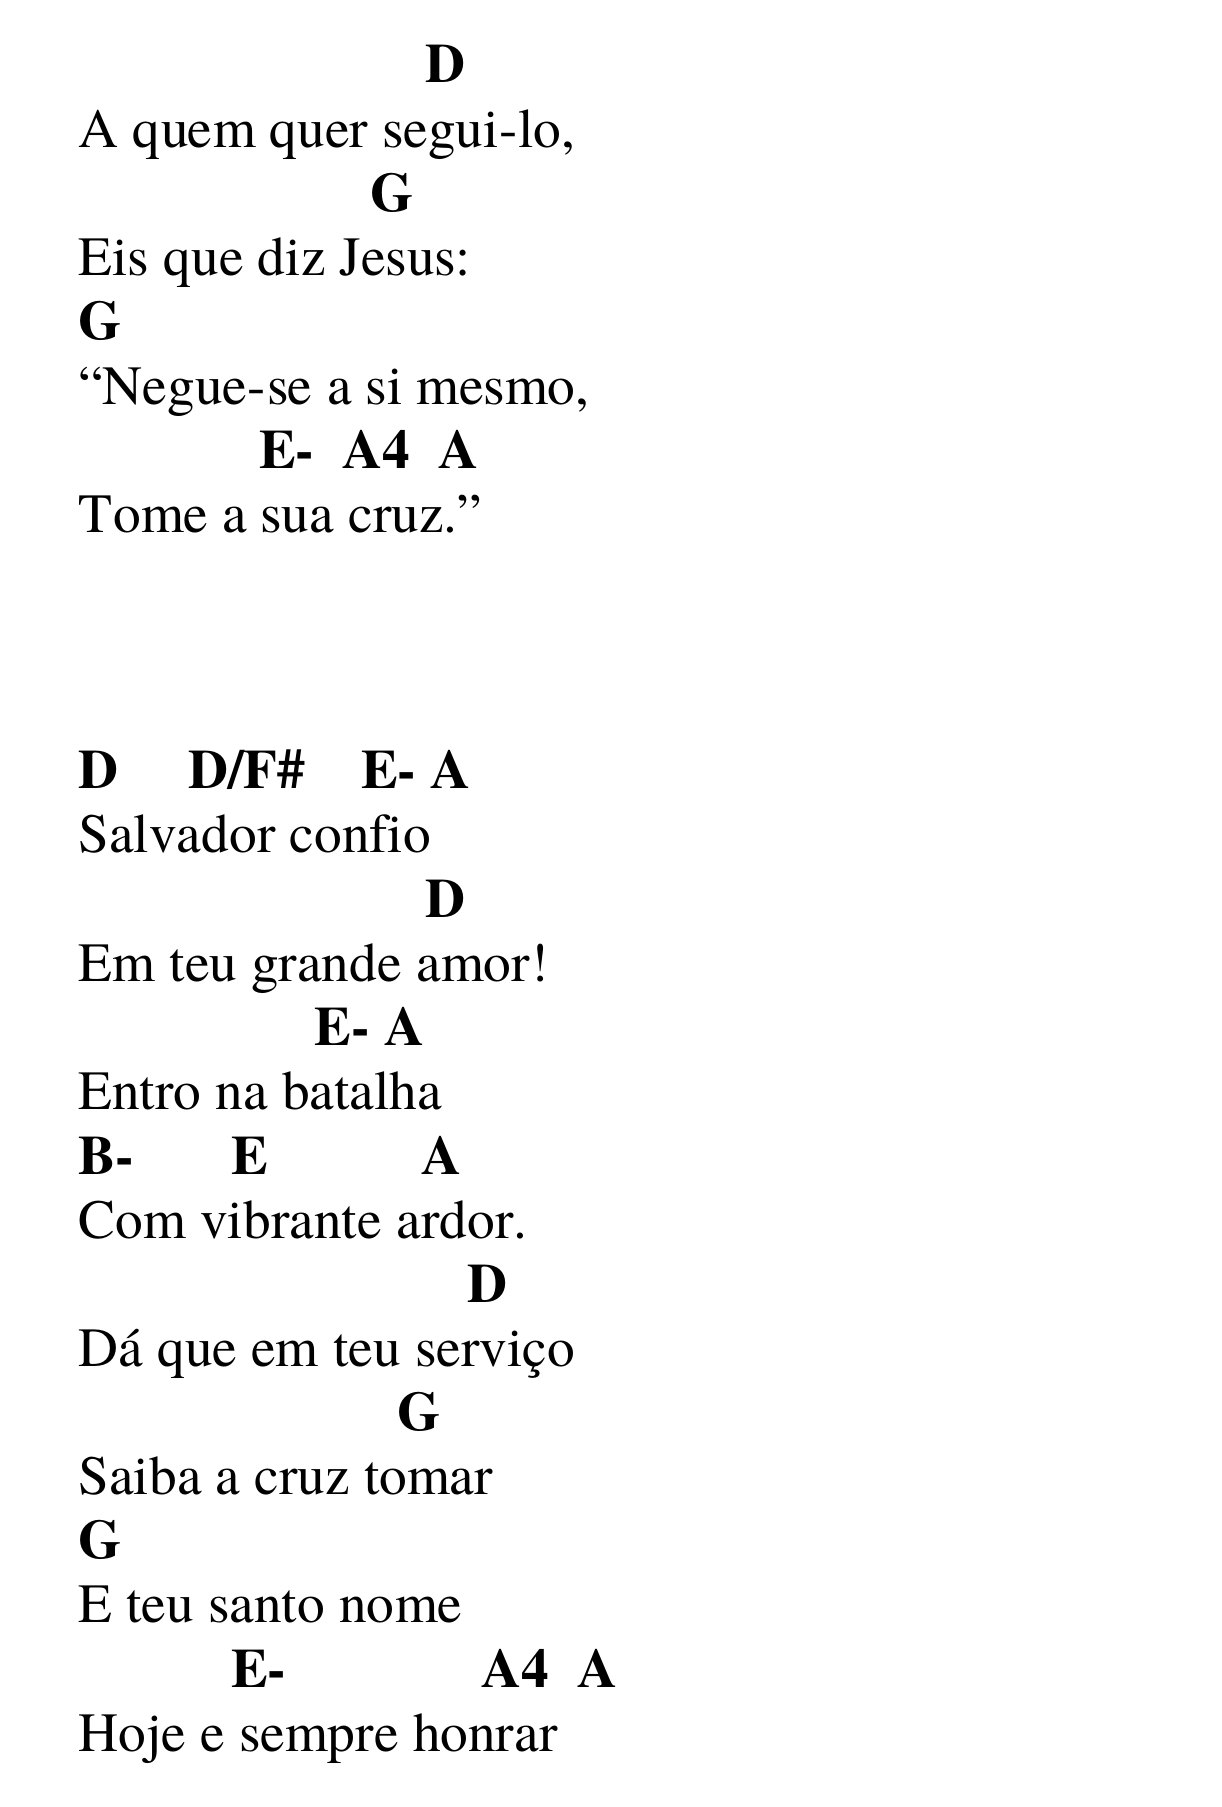 D
A quem quer segui-lo,
G
Eis que diz Jesus:
G
“Negue-se a si mesmo,
E- A4 A
Tome a sua cruz.”
D D/F# E- A
Salvador confio
D
Em teu grande amor!
E- A
Entro na batalha
B- E A
Com vibrante ardor.
D
Dá que em teu serviço
G
Saiba a cruz tomar
G
E teu santo nome
E- A4 A
Hoje e sempre honrar